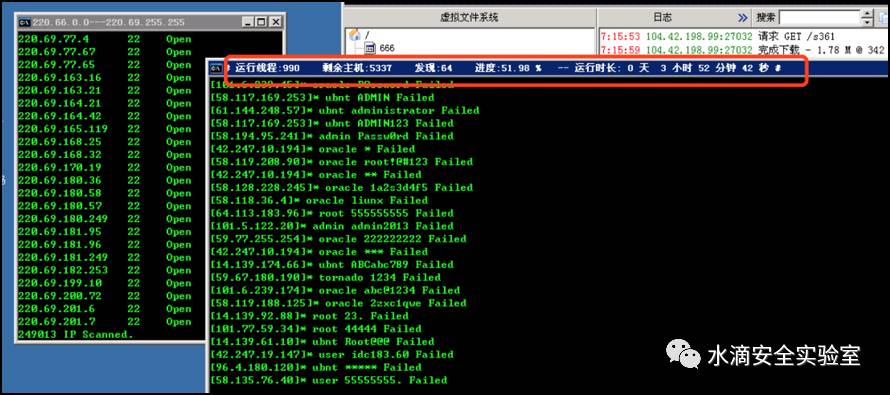 220.66.0.0---220.69.255.255
220.69.77.4 22 Open
220.69.77.67 22 Open
220.69.77.65 22 Open
220.69.163.16 22 Open
220.69.163.21 22 Open
220.69.164.21 22 Open
220.69.164.42 22 Open
220.69.165.119 22 Open
220.69.168.25 22 Open
220.69.168.32 22 Open
220.69.170.19 22 Open
220.69.180.36 22 Open
220.69.180.58 22 Open
220.69.180.57 22 Open
220.69.180.249 22 Open
220.69.181.95 22 Open
220.69.181.96 22 Open
220.69.181.249 22 Open
220.69.182.253 22 Open
220.69.199.10 22 Open
220.69.200.72 22 Open
220.69.201.6 22 Open
220.69.201.7 22 Open
249013 IP Scanned.
虚拟文件系统
/
666
日志 » 搜索
7:15:53 104.42.198.99:27032 请求 GET /s361
7:15:59 104.42.198.99:27032 完成下载 - 1.78 M @ 342
# 运行线程:990 剩余主机:5337 发现:64 进度:51.98 % -- 运行时长: 0 天 3 小时 52 分钟 42 秒 #
[58.117.169.253]* ubnt ADMIN Failed
[61.144.248.57]* ubnt administrator Failed
[58.117.169.253]* ubnt ADMIN123 Failed
[58.194.95.241]* admin Passw0rd Failed
[42.247.10.194]* oracle * Failed
[58.119.208.90]* oracle root!@#123 Failed
[42.247.10.194]* oracle ** Failed
[58.128.228.245]* oracle 1a2s3d4f5 Failed
[58.118.36.4]* oracle liunx Failed
[64.113.183.96]* root 555555555 Failed
[101.5.122.20]* admin admin2013 Failed
[59.77.255.254]* oracle 222222222 Failed
[42.247.10.194]* oracle *** Failed
[14.139.174.66]* ubnt ABCabc789 Failed
[59.67.180.190]* tornado 1234 Failed
[101.6.239.174]* oracle abc@1234 Failed
[58.119.188.125]* oracle 2zxc1qwe Failed
[14.139.92.88]* root 23. Failed
[101.77.59.34]* root 44444 Failed
[14.139.61.10]* ubnt Root@@@ Failed
[42.247.19.147]* user idc183.60 Failed
[96.4.180.120]* ubnt ***** Failed
[58.135.76.40]* user 55555555. Failed
水滴安全实验室